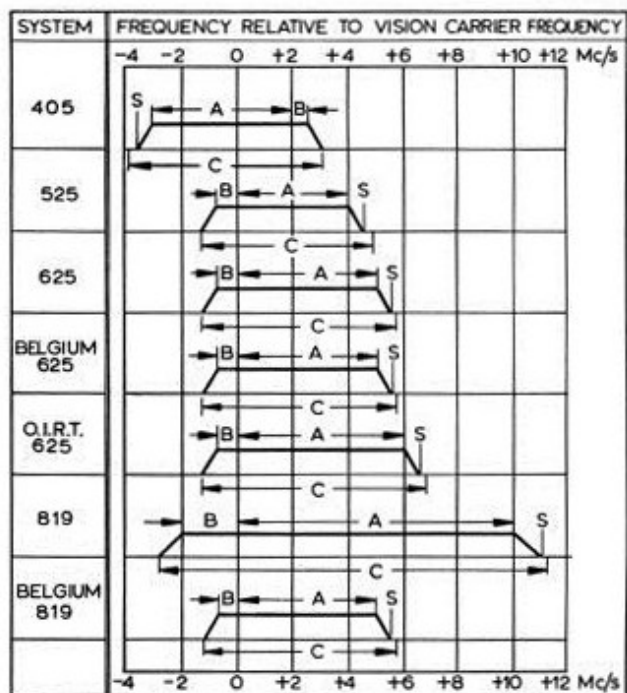 SYSTEM FREQUENCY RELATIVE TO VISION CARRIER FREQUENCY
-4 -2 0 +2 +4 +6 +8 +10 +12 Mc/s
405
S A B
C
525
B A S
C
625
B A S
C
BELGIUM
625
B A S
C
O.I.R.T.
625
B A S
C
819
B A S
C
BELGIUM
819
B A S
C
-4 -2 0 +2 +4 +6 +8 +10 +12 Mc/s